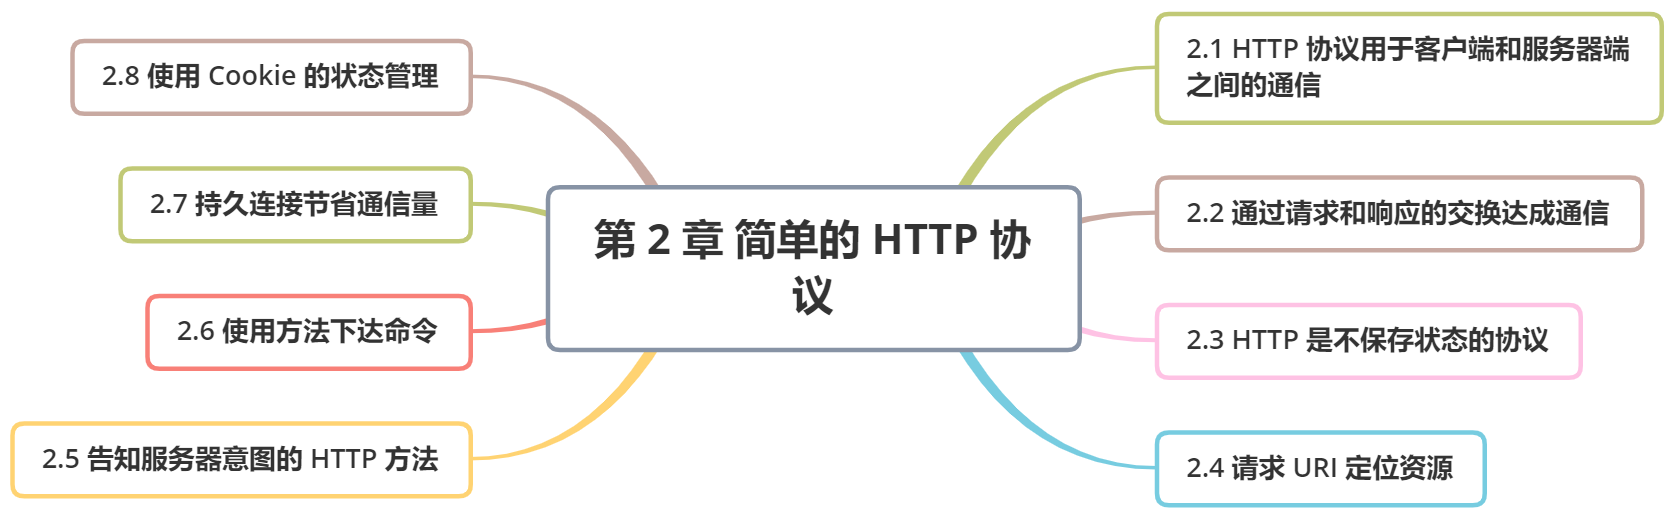 第 2 章 简单的 HTTP 协
议
2.1 HTTP 协议用于客户端和服务器端
之间的通信
2.2 通过请求和响应的交换达成通信
2.3 HTTP 是不保存状态的协议
2.4 请求 URI 定位资源
2.5 告知服务器意图的 HTTP 方法
2.6 使用方法下达命令
2.7 持久连接节省通信量
2.8 使用 Cookie 的状态管理